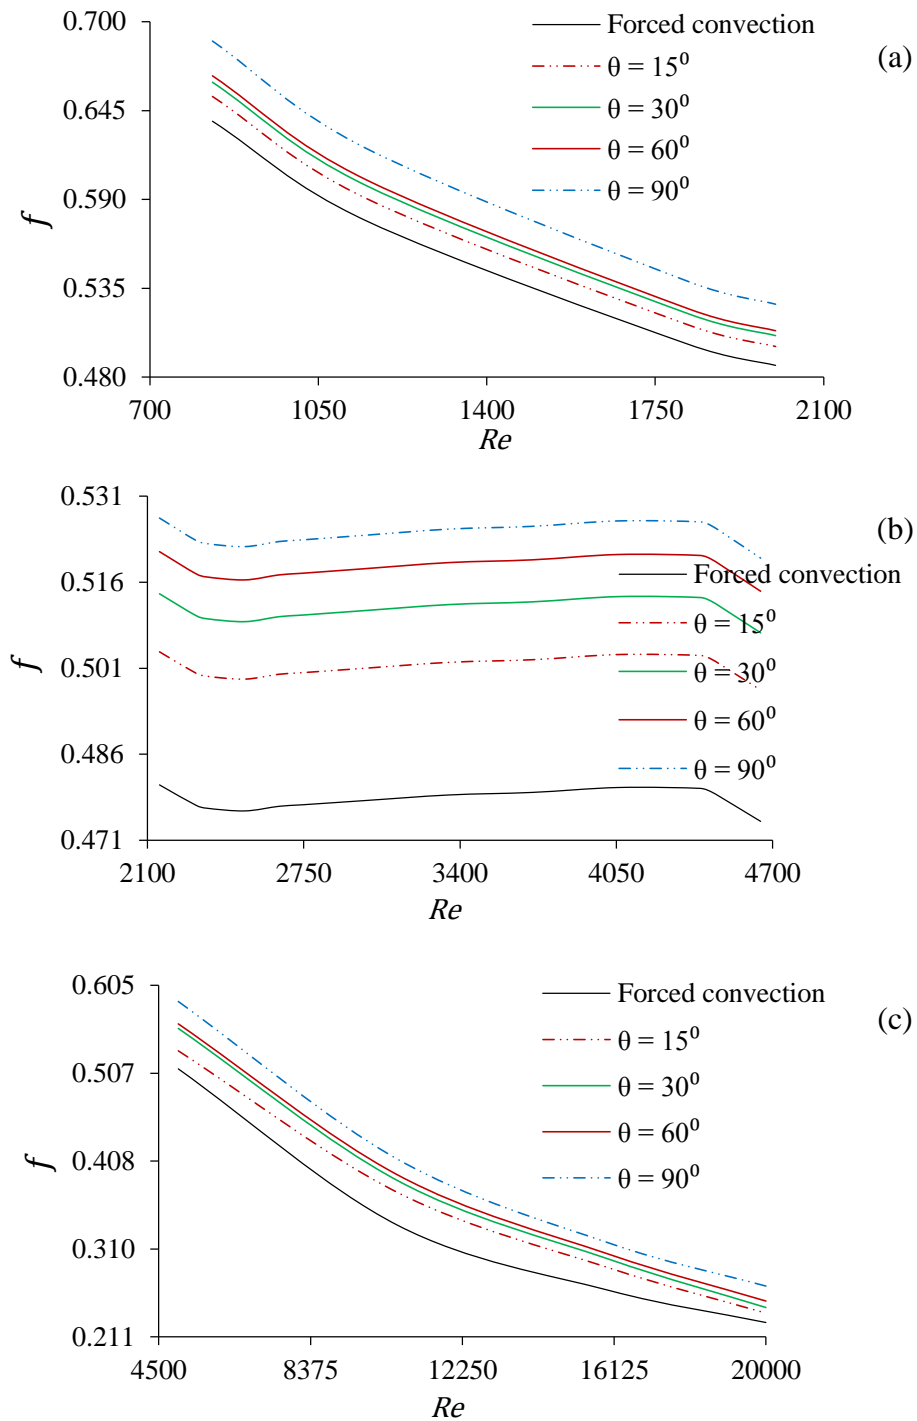 0.700
0.645
0.590
0.535
0.480
f
700 1050 1400 1750 2100
Re
Forced convection
θ = 15⁰
θ = 30⁰
θ = 60⁰
θ = 90⁰
(a)
0.531
0.516
0.501
0.486
0.471
f
2100 2750 3400 4050 4700
Re
Forced convection
θ = 15⁰
θ = 30⁰
θ = 60⁰
θ = 90⁰
(b)
0.605
0.507
0.408
0.310
0.211
f
4500 8375 12250 16125 20000
Re
Forced convection
θ = 15⁰
θ = 30⁰
θ = 60⁰
θ = 90⁰
(c)